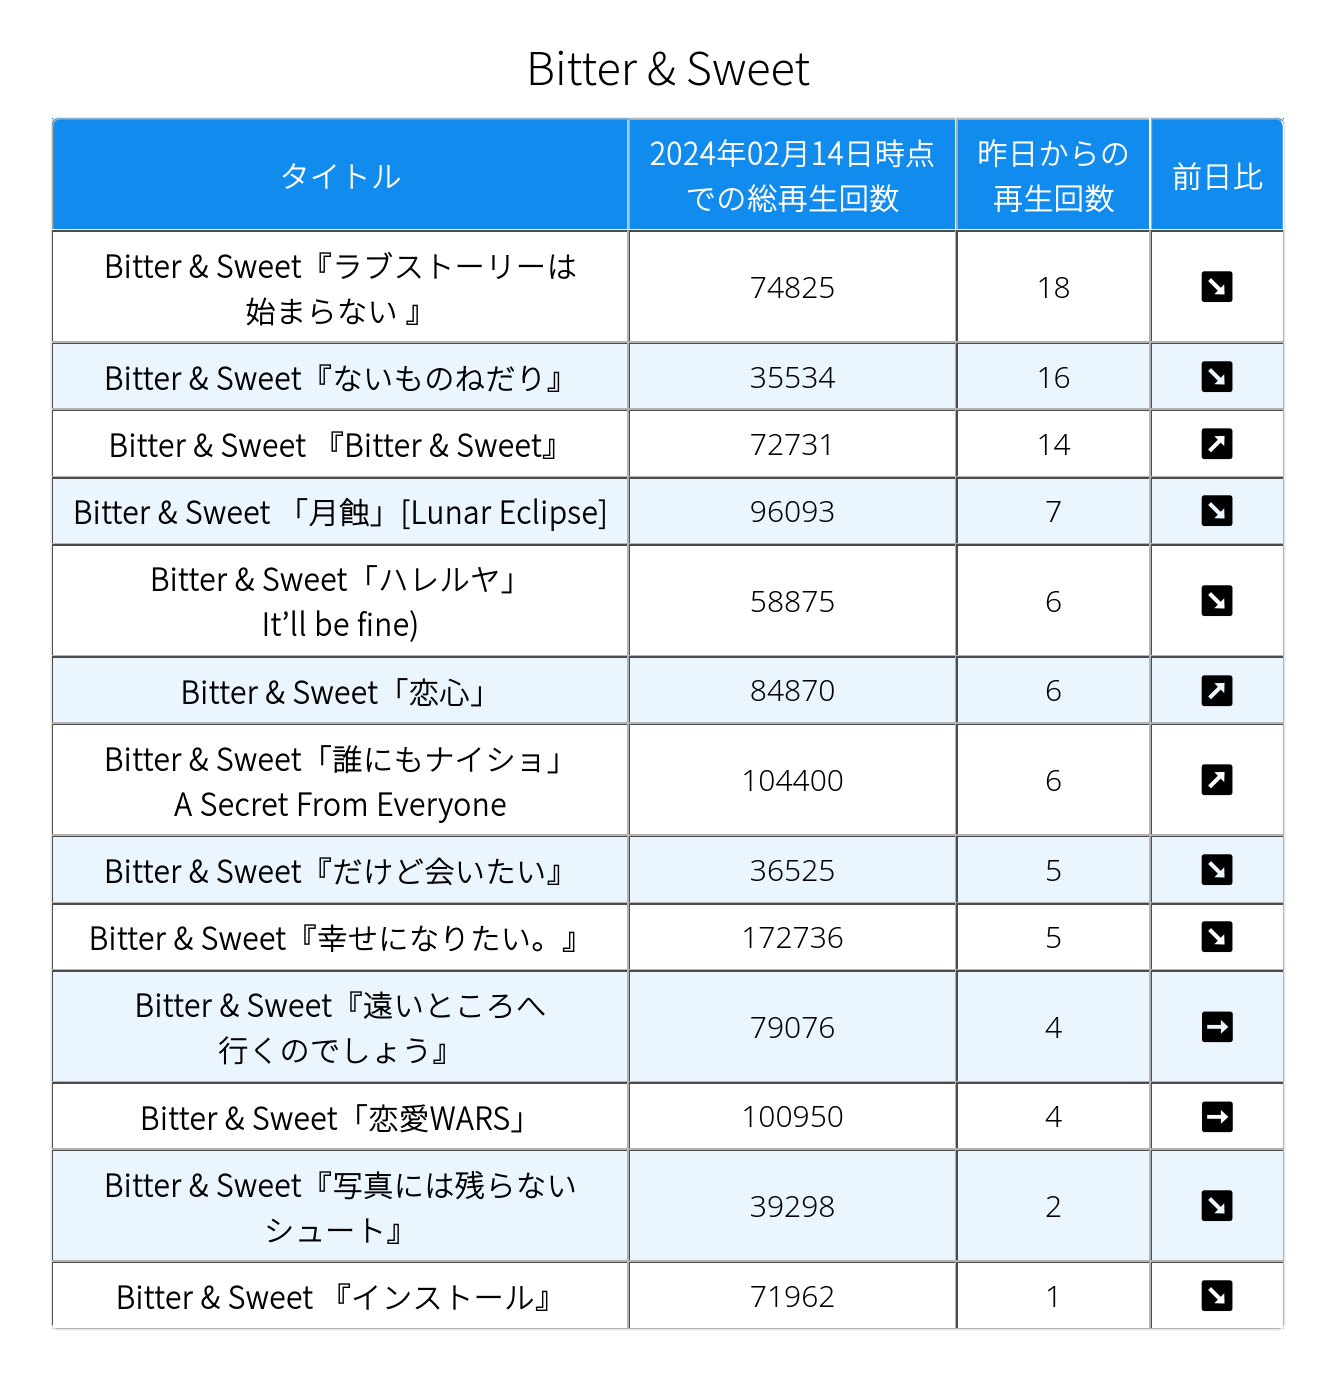 Bitter & Sweet
タイトル
2024年02月14日時点
での総再生回数
昨日からの
再生回数
前日比
Bitter & Sweet『ラブストーリーは
始まらない 』
74825
18
↘
Bitter & Sweet『ないものねだり』
35534
16
↘
Bitter & Sweet 『Bitter & Sweet』
72731
14
↗
Bitter & Sweet 「月蝕」[Lunar Eclipse]
96093
7
↘
Bitter & Sweet「ハレルヤ」
It’ll be fine)
58875
6
↘
Bitter & Sweet「恋心」
84870
6
↗
Bitter & Sweet「誰にもナイショ」
A Secret From Everyone
104400
6
↗
Bitter & Sweet『だけど会いたい』
36525
5
↘
Bitter & Sweet『幸せになりたい。』
172736
5
↘
Bitter & Sweet『遠いところへ
行くのでしょう』
79076
4
→
Bitter & Sweet「恋愛WARS」
100950
4
→
Bitter & Sweet『写真には残らない
シュート』
39298
2
↘
Bitter & Sweet 『インストール』
71962
1
↘